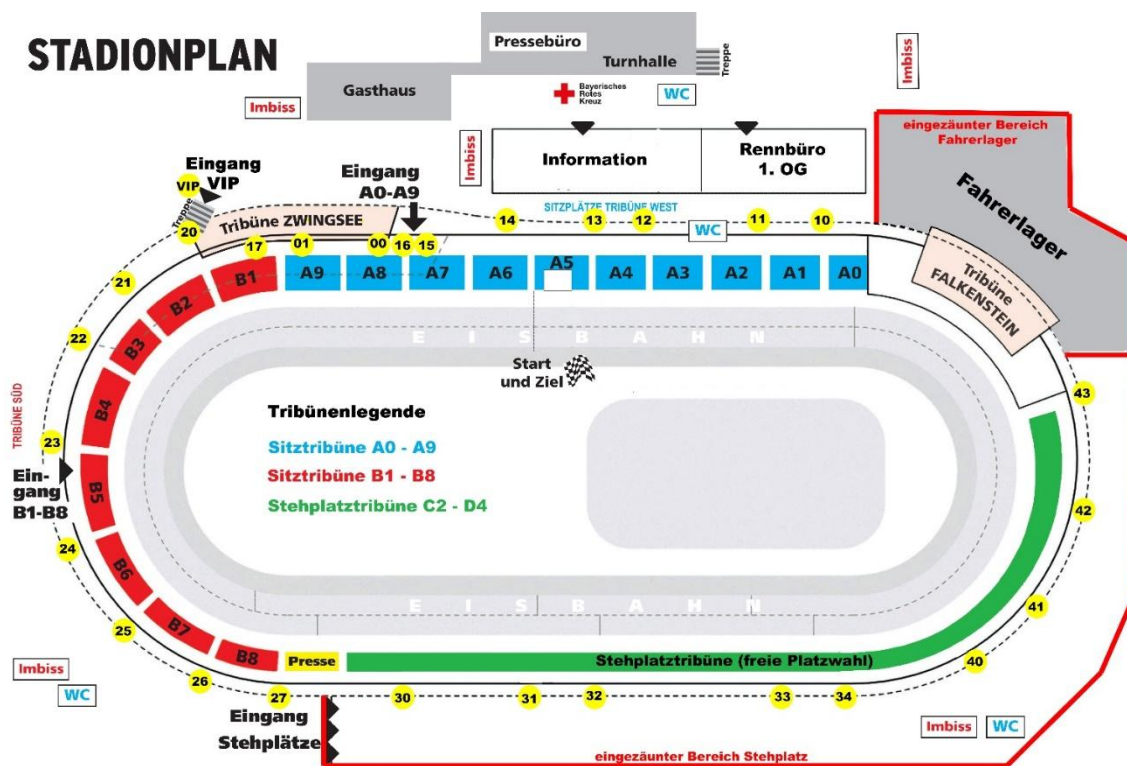 STADIONPLAN
Pressebüro
Turnhalle
Treppe
Gasthaus
Imbiss
Bayerisches
Rotes
Kreuz
WC
Imbiss
Imbiss
Information
Rennbüro
1. OG
eingezäunter Bereich
Fahrerlager
Fahrerlager
Eingang
VIP
VIP
Treppe
Eingang
A0-A9
SITZPLÄTZE TRIBÜNE WEST
Tribüne ZWINGSEE
WC
Tribüne
FALKENSTEIN
20
17
01
00
16
15
14
13
12
11
10
B1
A9
A8
A7
A6
A5
A4
A3
A2
A1
A0
21
22
23
24
25
26
27
B2
B3
B4
B5
B6
B7
B8
TRIBÜNE SÜD
Ein-
gang
B1-B8
EISBAHN
Start
und Ziel
Tribünenlegende
Sitztribüne A0 - A9
Sitztribüne B1 - B8
Stehplatztribüne C2 - D4
43
42
41
40
EISBAHN
Presse
Stehplatztribüne (freie Platzwahl)
30
31
32
33
34
Imbiss
WC
Eingang
Stehplätze
Imbiss
WC
eingezäunter Bereich Stehplatz